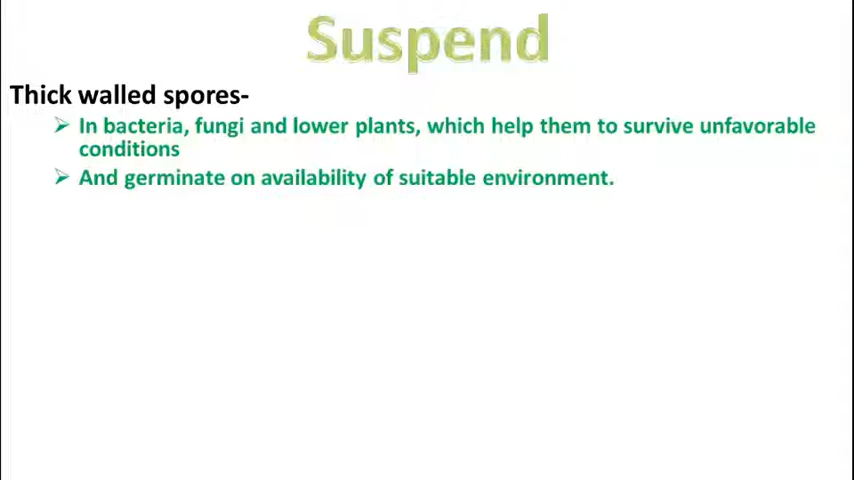 Suspend
Thick walled spores-
➢ In bacteria, fungi and lower plants, which help them to survive unfavorable
conditions
➢ And germinate on availability of suitable environment.